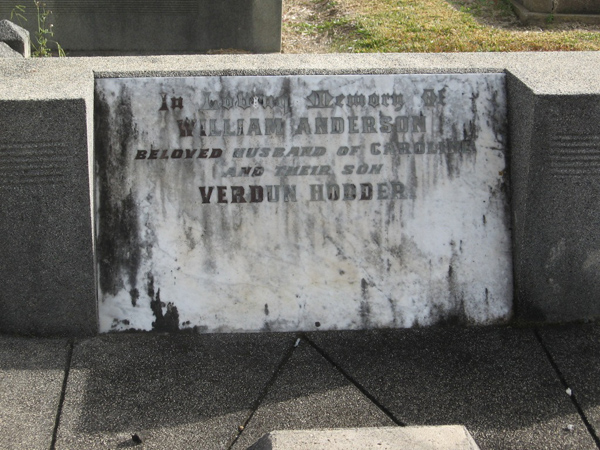 In Loving Memory Of
WILLIAM ANDERSON
BELOVED HUSBAND OF CAROLINE
AND THEIR SON
VERDUN HODDER.